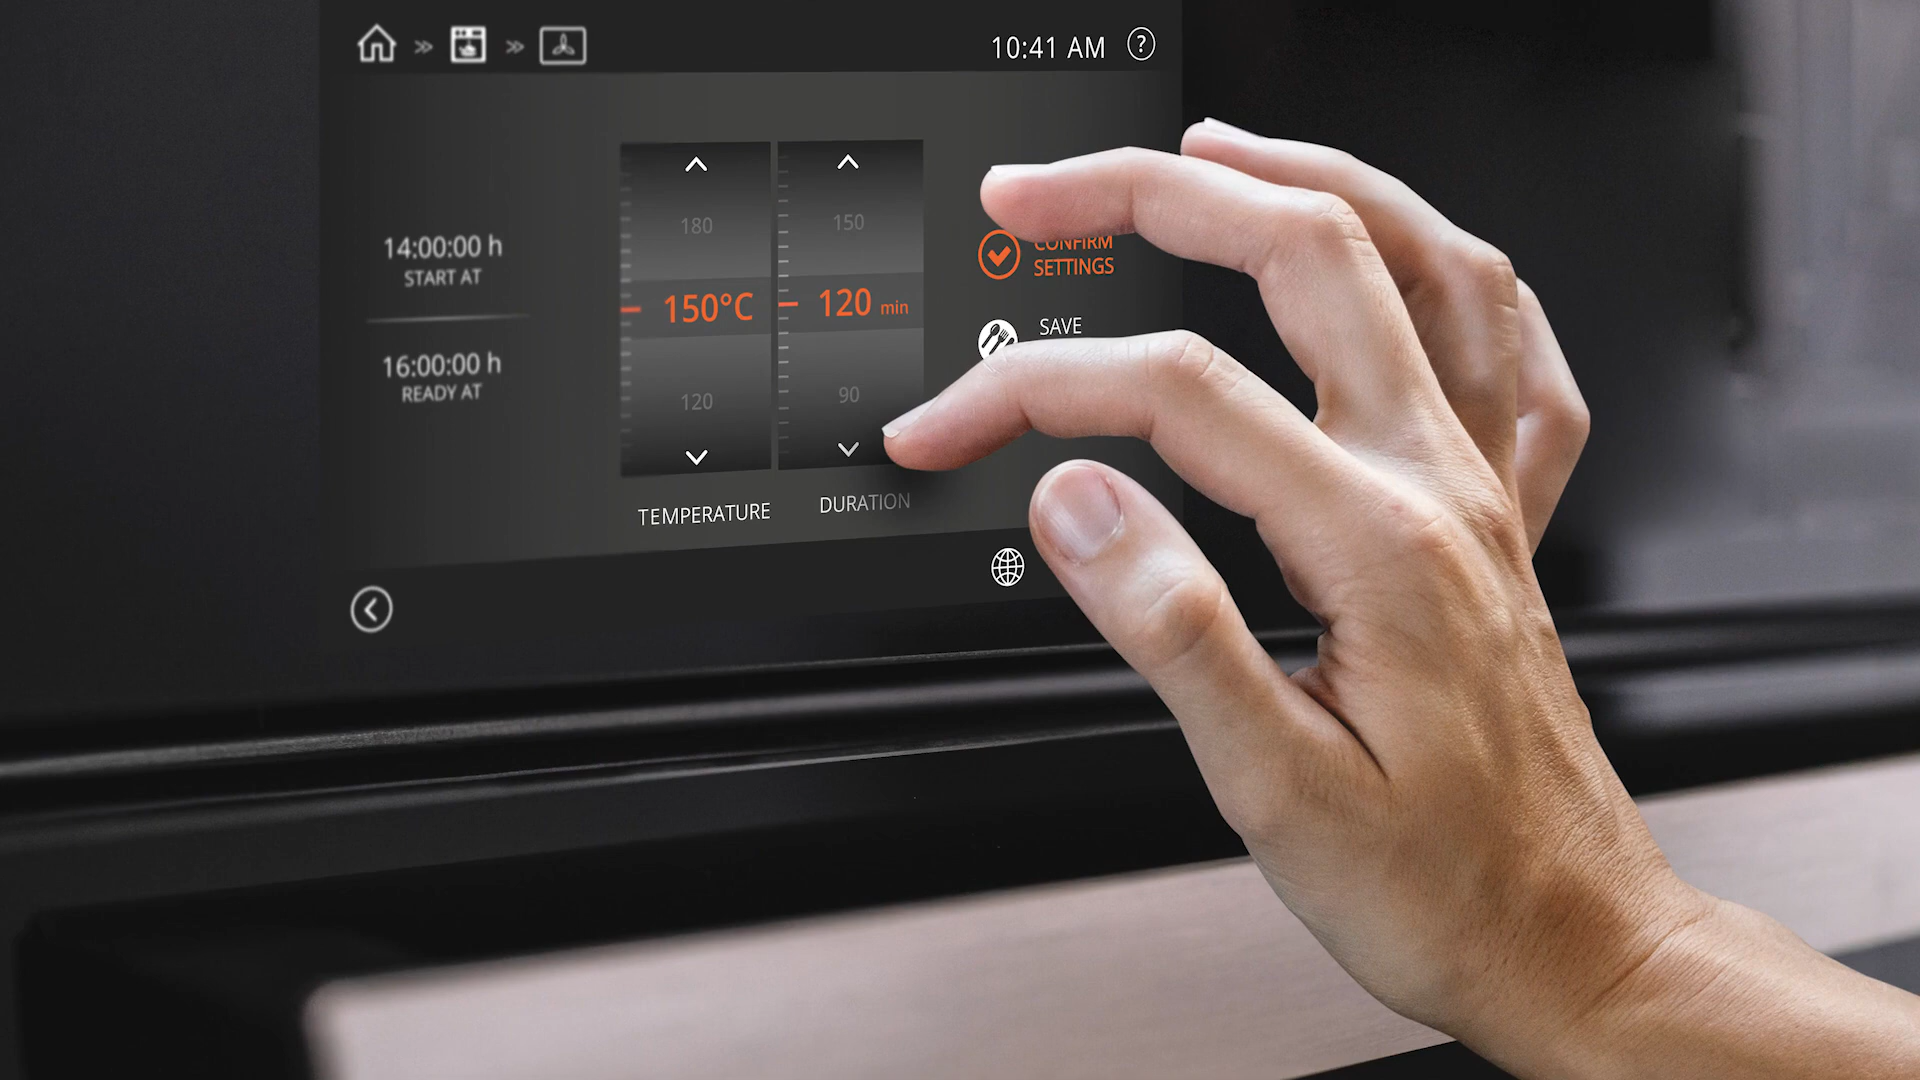 10:41 AM ?
14:00:00 h
START AT
16:00:00 h
READY AT
180
150°C
120
TEMPERATURE
150
120 min
90
DURATION
CONFIRM
SETTINGS
SAVE